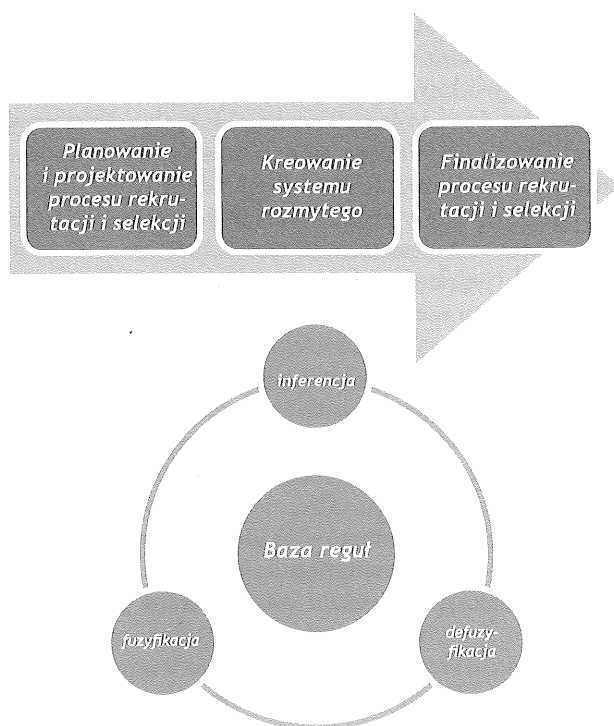 Planowanie
i projektowanie
procesu rekru-
tacji i selekcji
Kreowanie
systemu
rozmytego
Finalizowanie
procesu rekru-
tacji i selekcji
inferencja
Baza reguł
fuzyfikacja
defuzy-
fikacja